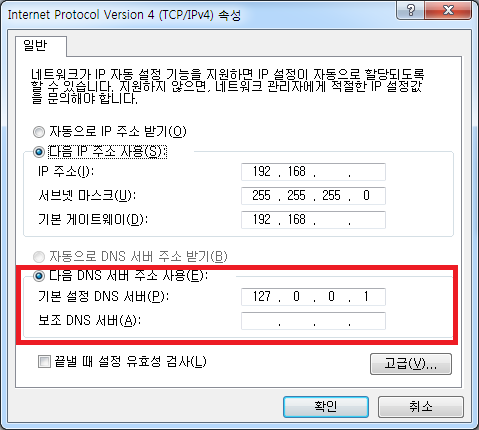 Internet Protocol Version 4 (TCP/IPv4) 속성
일반
네트워크가 IP 자동 설정 기능을 지원하면 IP 설정이 자동으로 할당되도록
할 수 있습니다. 지원하지 않으면, 네트워크 관리자에게 적절한 IP 설정값
을 문의해야 합니다.
자동으로 IP 주소 받기(O)
다음 IP 주소 사용(S):
IP 주소(I): 192 . 168 . .
서브넷 마스크(U): 255 . 255 . 255 . 0
기본 게이트웨이(D): 192 . 168 . .
자동으로 DNS 서버 주소 받기(B)
다음 DNS 서버 주소 사용(E):
기본 설정 DNS 서버(P): 127 . 0 . 0 . 1
보조 DNS 서버(A): . . .
끝낼 때 설정 유효성 검사(L)
고급(V)...
확인 취소